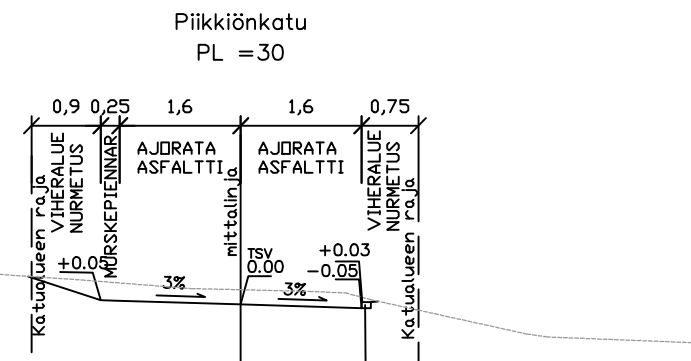 Piikkiönkatu
PL =30
0,9 0,25 1,6 1,6 0,75
Katualueen raja
VIHERALUE
NURMETUS
MURSKEPIENNAR
AJORATA
ASFALTTI
mittalinja
AJORATA
ASFALTTI
VIHERALUE
NURMETUS
Katualueen raja
+0.05
3%
TSV
0.00
3%
+0.03
-0.05